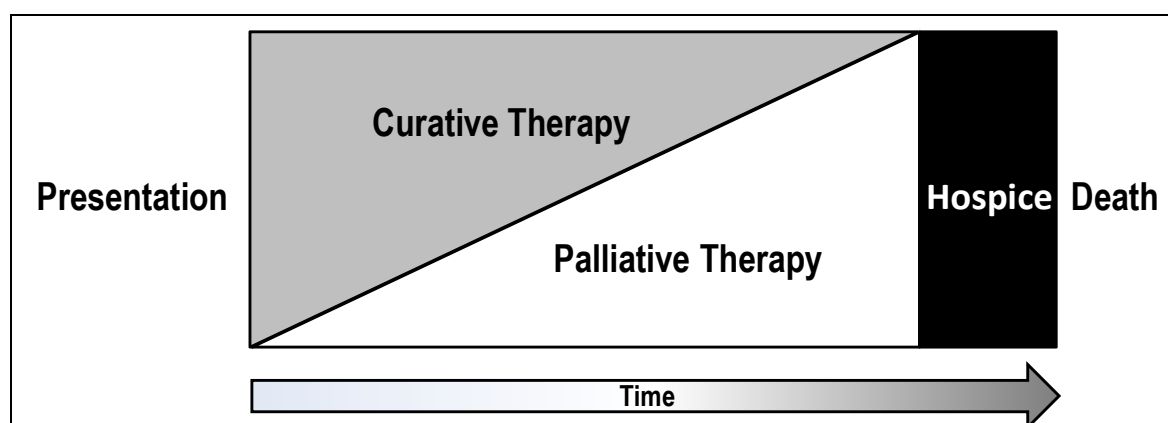 Curative Therapy
Presentation
Hospice
Death
Palliative Therapy
Time